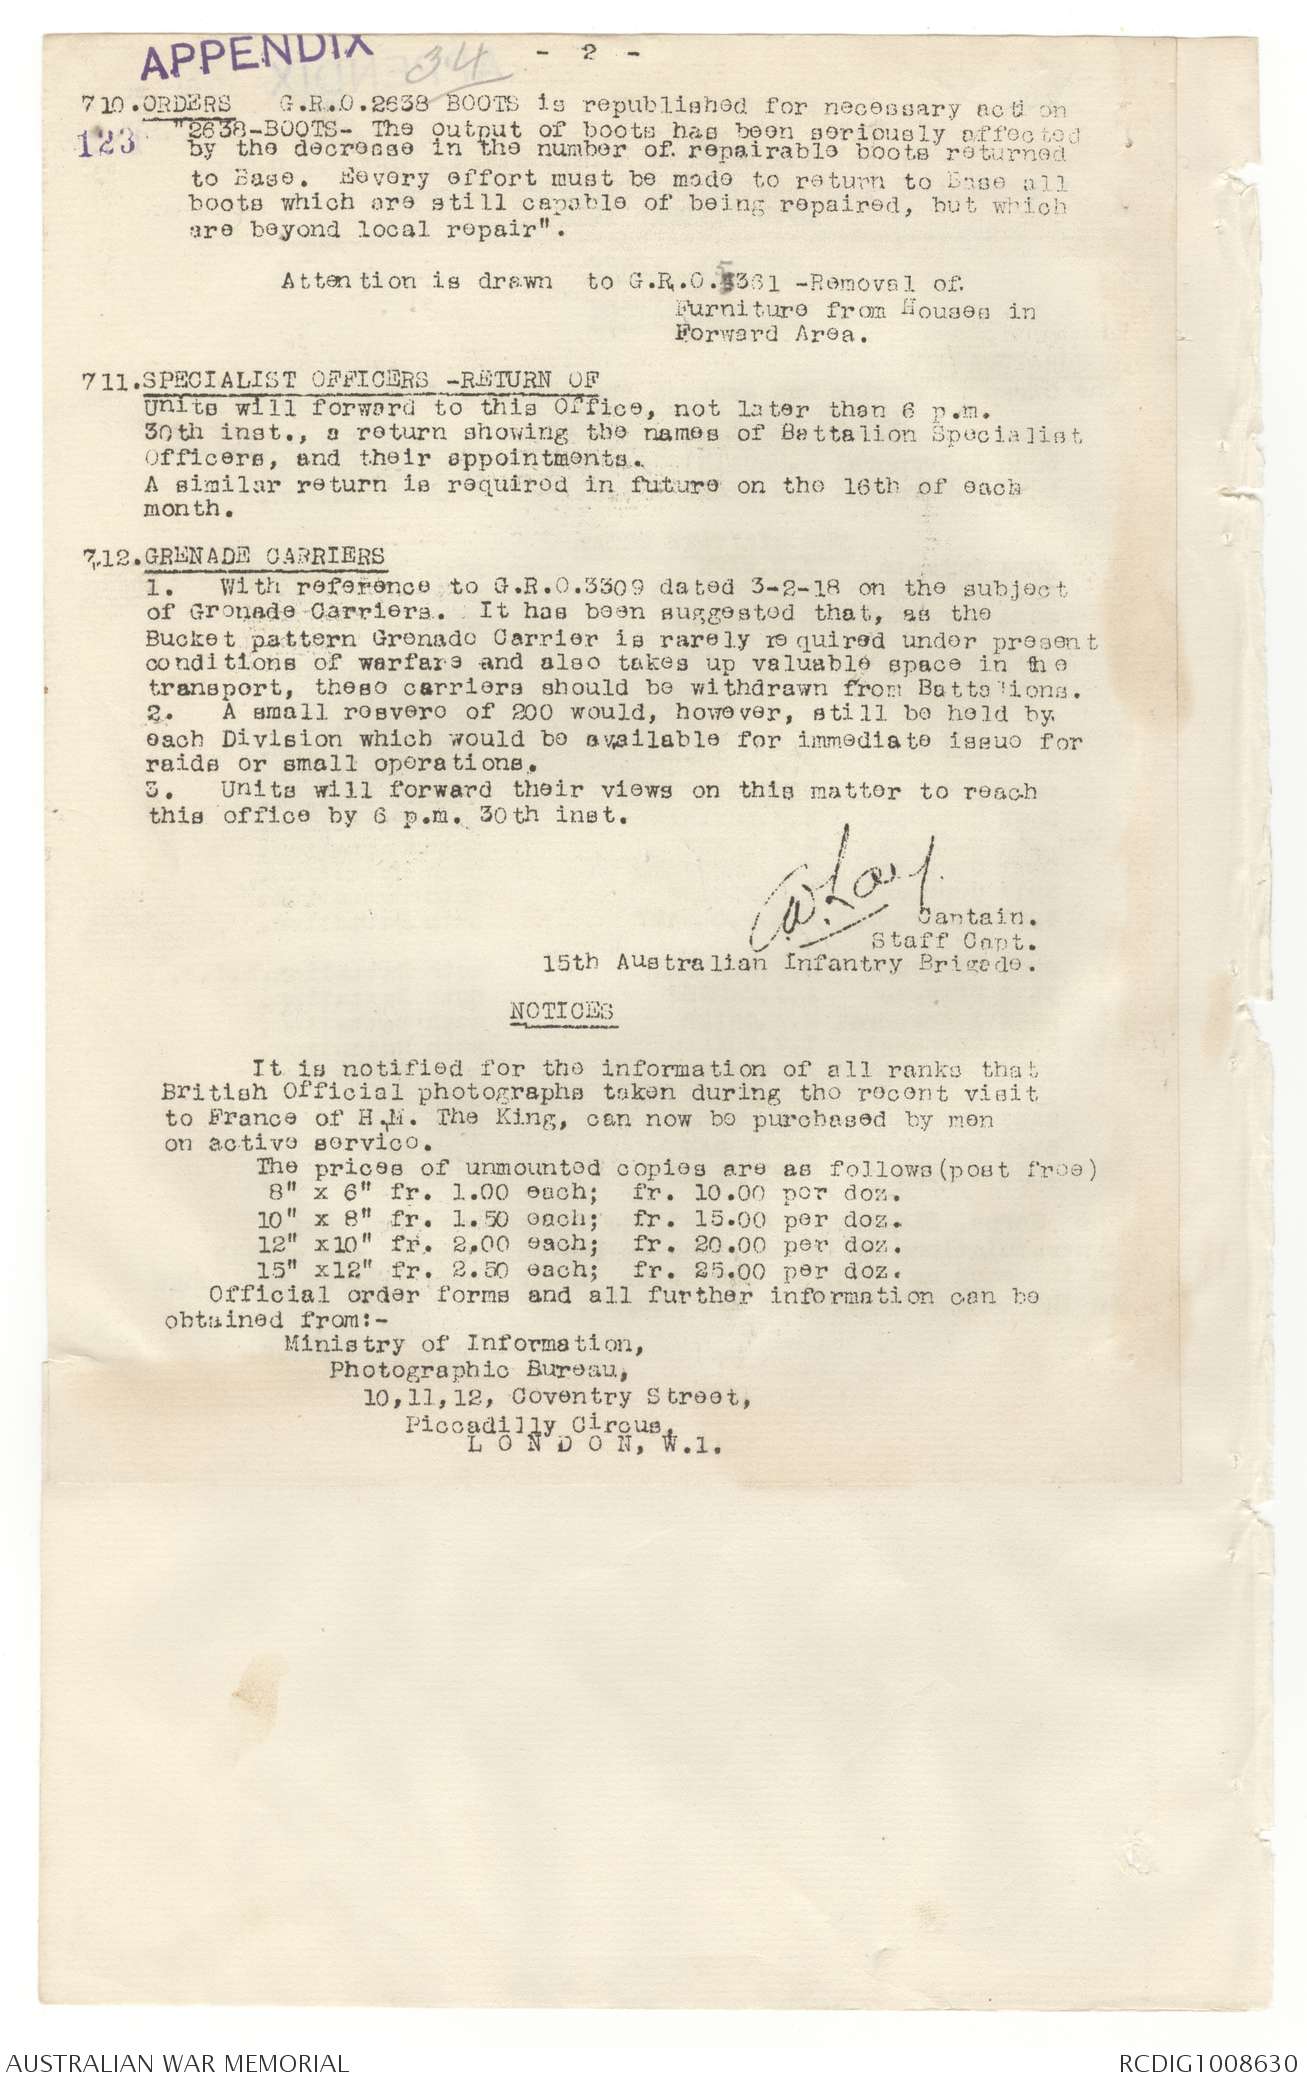 APPENDIX 34
- 2 -
710. ORDERS G.R.O.2638 BOOTS is republished for necessary action
123 "2638-BOOTS- The output of boots has been seriously affected
by the decrease in the number of repairable boots returned
to Base. Eevery effort must be made to return to Base all
boots which are still capable of being repaired, but which
are beyond local repair".
Attention is drawn to G.R.O.5361 -Removal of
Furniture from Houses in
Forward Area.
711. SPECIALIST OFFICERS -RETURN OF
Units will forward to this Office, not later than 6 p.m.
30th inst., a return showing the names of Battalion Specialist
Officers, and their appointments.
A similar return is required in future on the 16th of each
month.
712. GRENADE CARRIERS
1. With reference to G.R.O.3309 dated 3-2-18 on the subject
of Grenade Carriers. It has been suggested that, as the
Bucket pattern Grenade Carrier is rarely required under present
conditions of warfare and also takes up valuable space in the
transport, these carriers should be withdrawn from Battalions.
2. A small resvere of 200 would, however, still be held by
each Division which would be available for immediate issue for
raids or small operations.
3. Units will forward their views on this matter to reach
this office by 6 p.m. 30th inst.
Captain.
Staff Capt.
15th Australian Infantry Brigade.
NOTICES
It is notified for the information of all ranks that
British Official photographs taken during the recent visit
to France of H.M. The King, can now be purchased by men
on active service.
The prices of unmounted copies are as follows(post free)
8" x 6" fr. 1.00 each; fr. 10.00 per doz.
10" x 8" fr. 1.50 each; fr. 15.00 per doz.
12" x10" fr. 2.00 each; fr. 20.00 per doz.
15" x12" fr. 2.50 each; fr. 25.00 per doz.
Official order forms and all further information can be
obtained from:-
Ministry of Information,
Photographic Bureau,
10,11,12, Coventry Street,
Piccadilly Circus,
L O N D O N, W.1.
AUSTRALIAN WAR MEMORIAL
RCDIG1008630